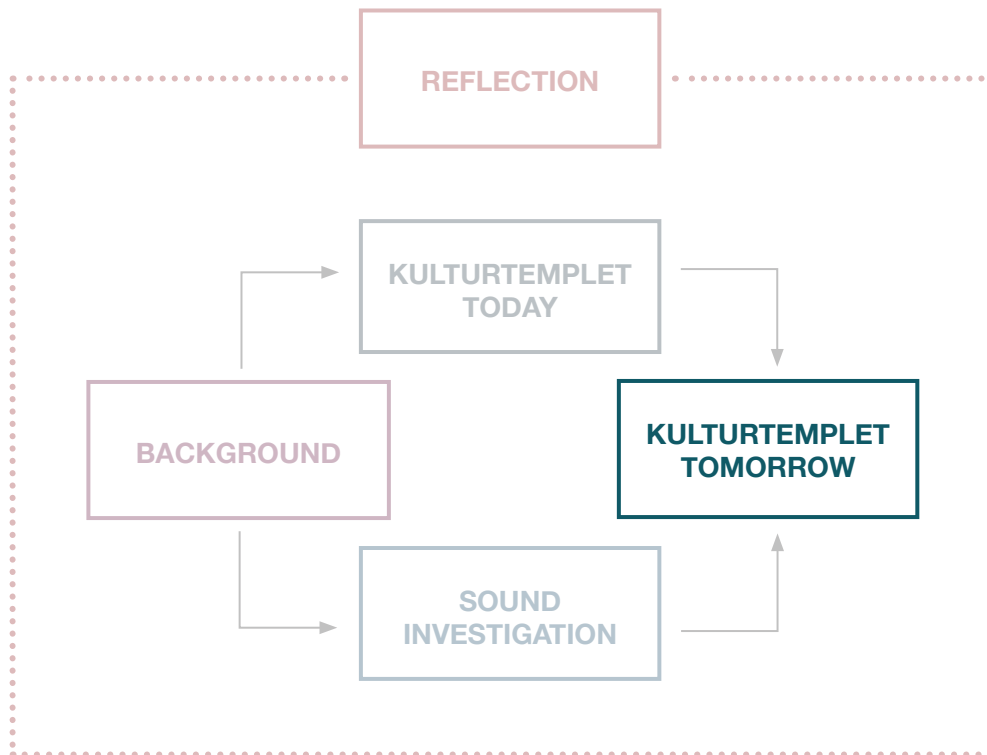 REFLECTION
KULTURTEMPLET
TODAY
BACKGROUND
KULTURTEMPLET
TOMORROW
SOUND
INVESTIGATION